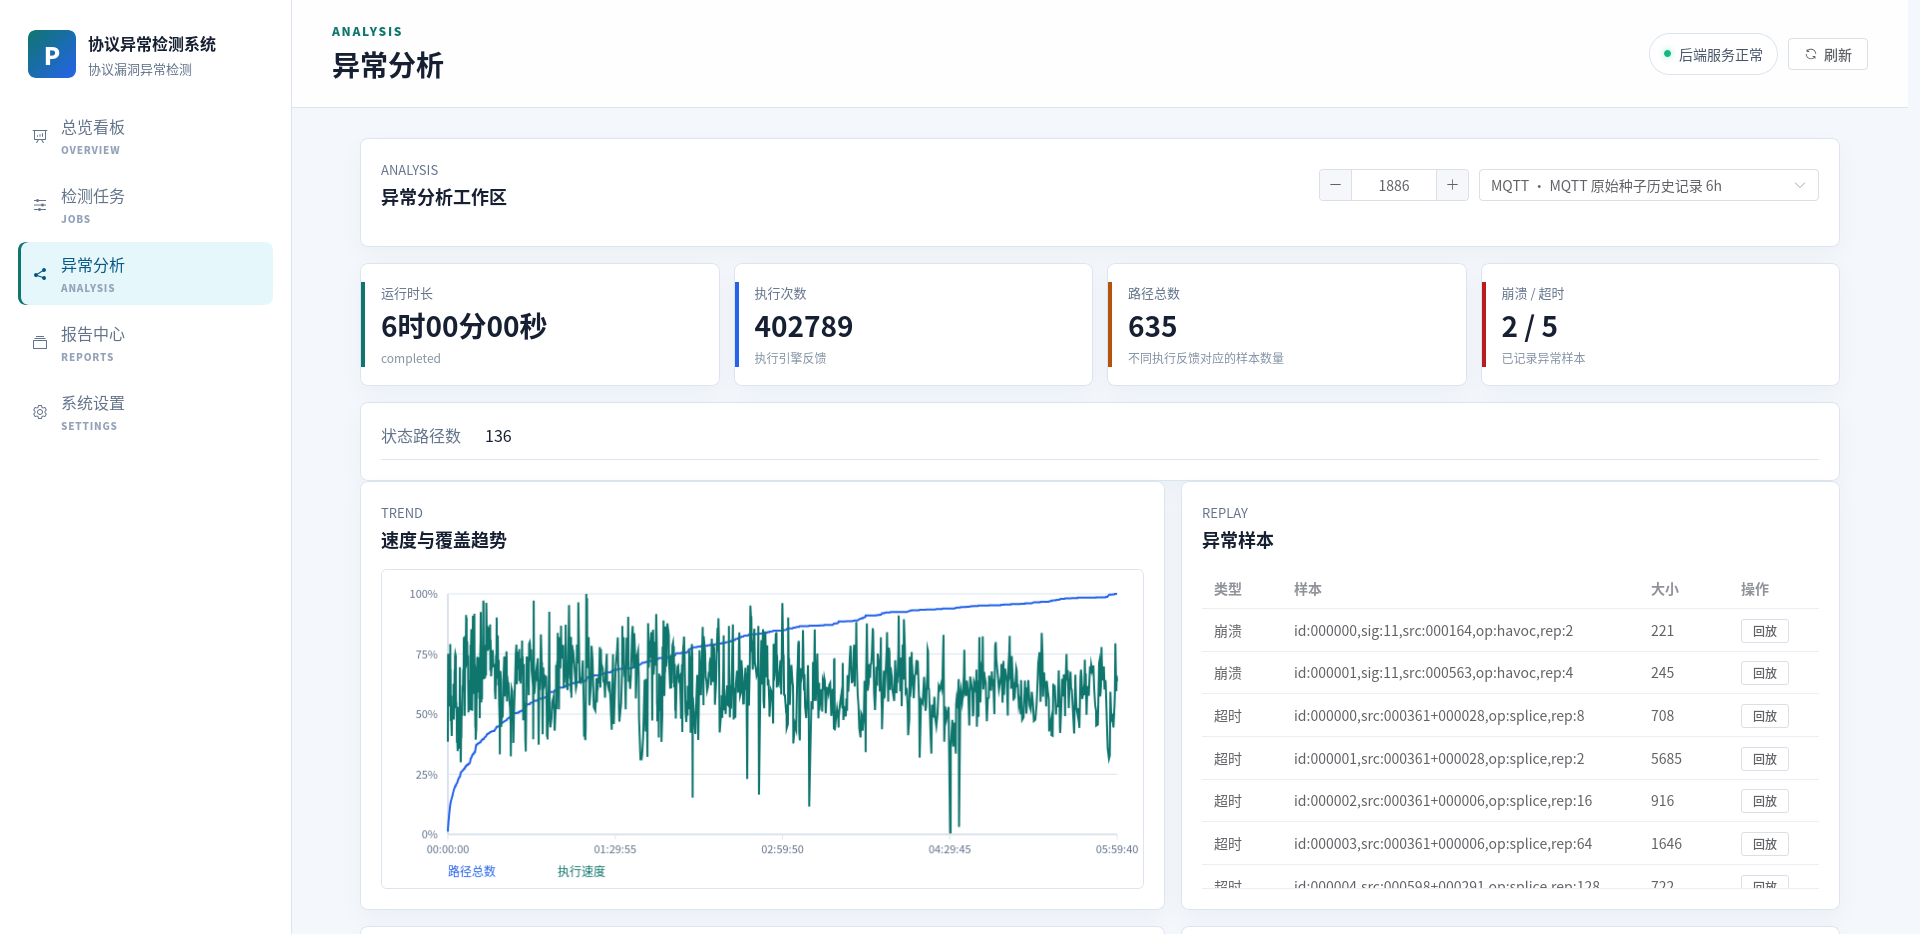 P
协议异常检测系统
协议漏洞异常检测
总览看板
OVERVIEW
检测任务
JOBS
异常分析
ANALYSIS
报告中心
REPORTS
系统设置
SETTINGS
ANALYSIS
异常分析
后端服务正常
刷新
ANALYSIS
异常分析工作区
1886
MQTT · MQTT 原始种子历史记录 6h
运行时长
6时00分00秒
completed
执行次数
402789
执行引擎反馈
路径总数
635
不同执行反馈对应的样本数量
崩溃 / 超时
2 / 5
已记录异常样本
状态路径数 136
TREND
速度与覆盖趋势
100%
75%
50%
25%
0%
00:00:00 01:29:55 02:59:50 04:29:45 05:59:40
路径总数 执行速度
REPLAY
异常样本
类型 样本 大小 操作
崩溃 id:000000,sig:11,src:000164,op:havoc,rep:2 221 回放
崩溃 id:000001,sig:11,src:000563,op:havoc,rep:4 245 回放
超时 id:000000,src:000361+000028,op:splice,rep:8 708 回放
超时 id:000001,src:000361+000028,op:splice,rep:2 5685 回放
超时 id:000002,src:000361+000006,op:splice,rep:16 916 回放
超时 id:000003,src:000361+000006,op:splice,rep:64 1646 回放
超时 id:000004,src:000598+000291,op:splice,rep:128 722 回放